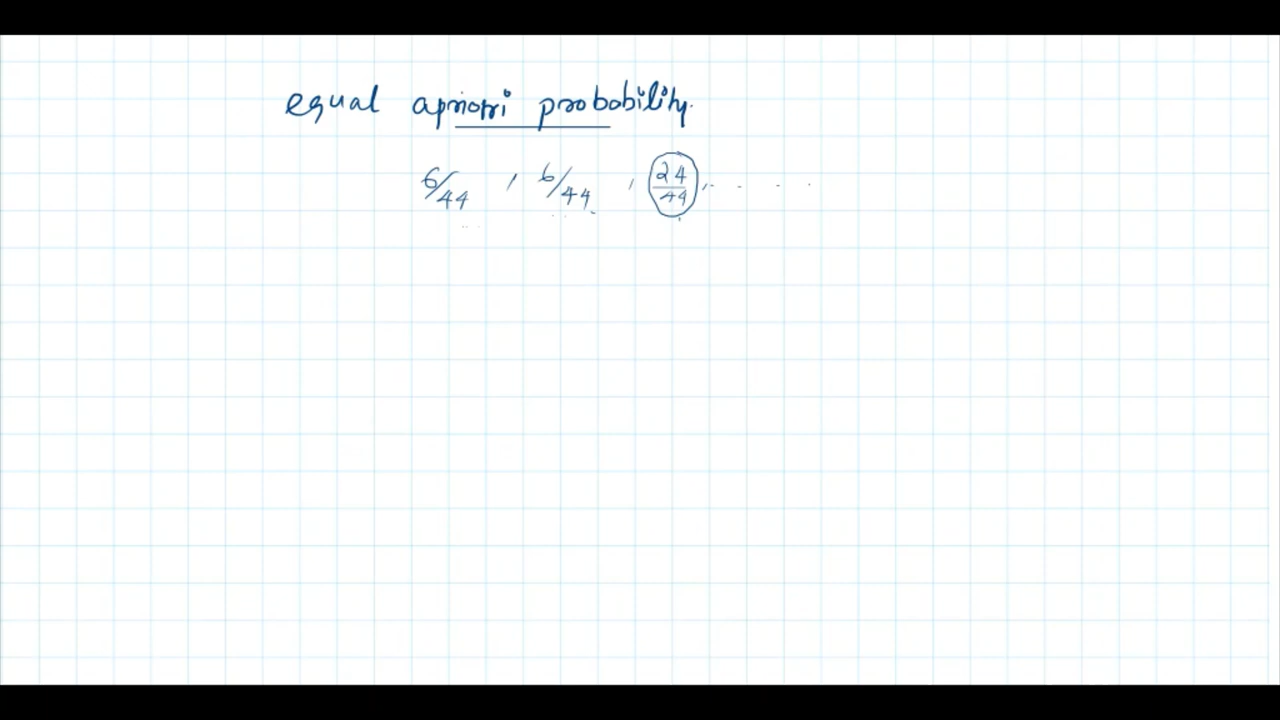 equal apriori probability.
6/44 , 6/44 , 24/44 , . . . .